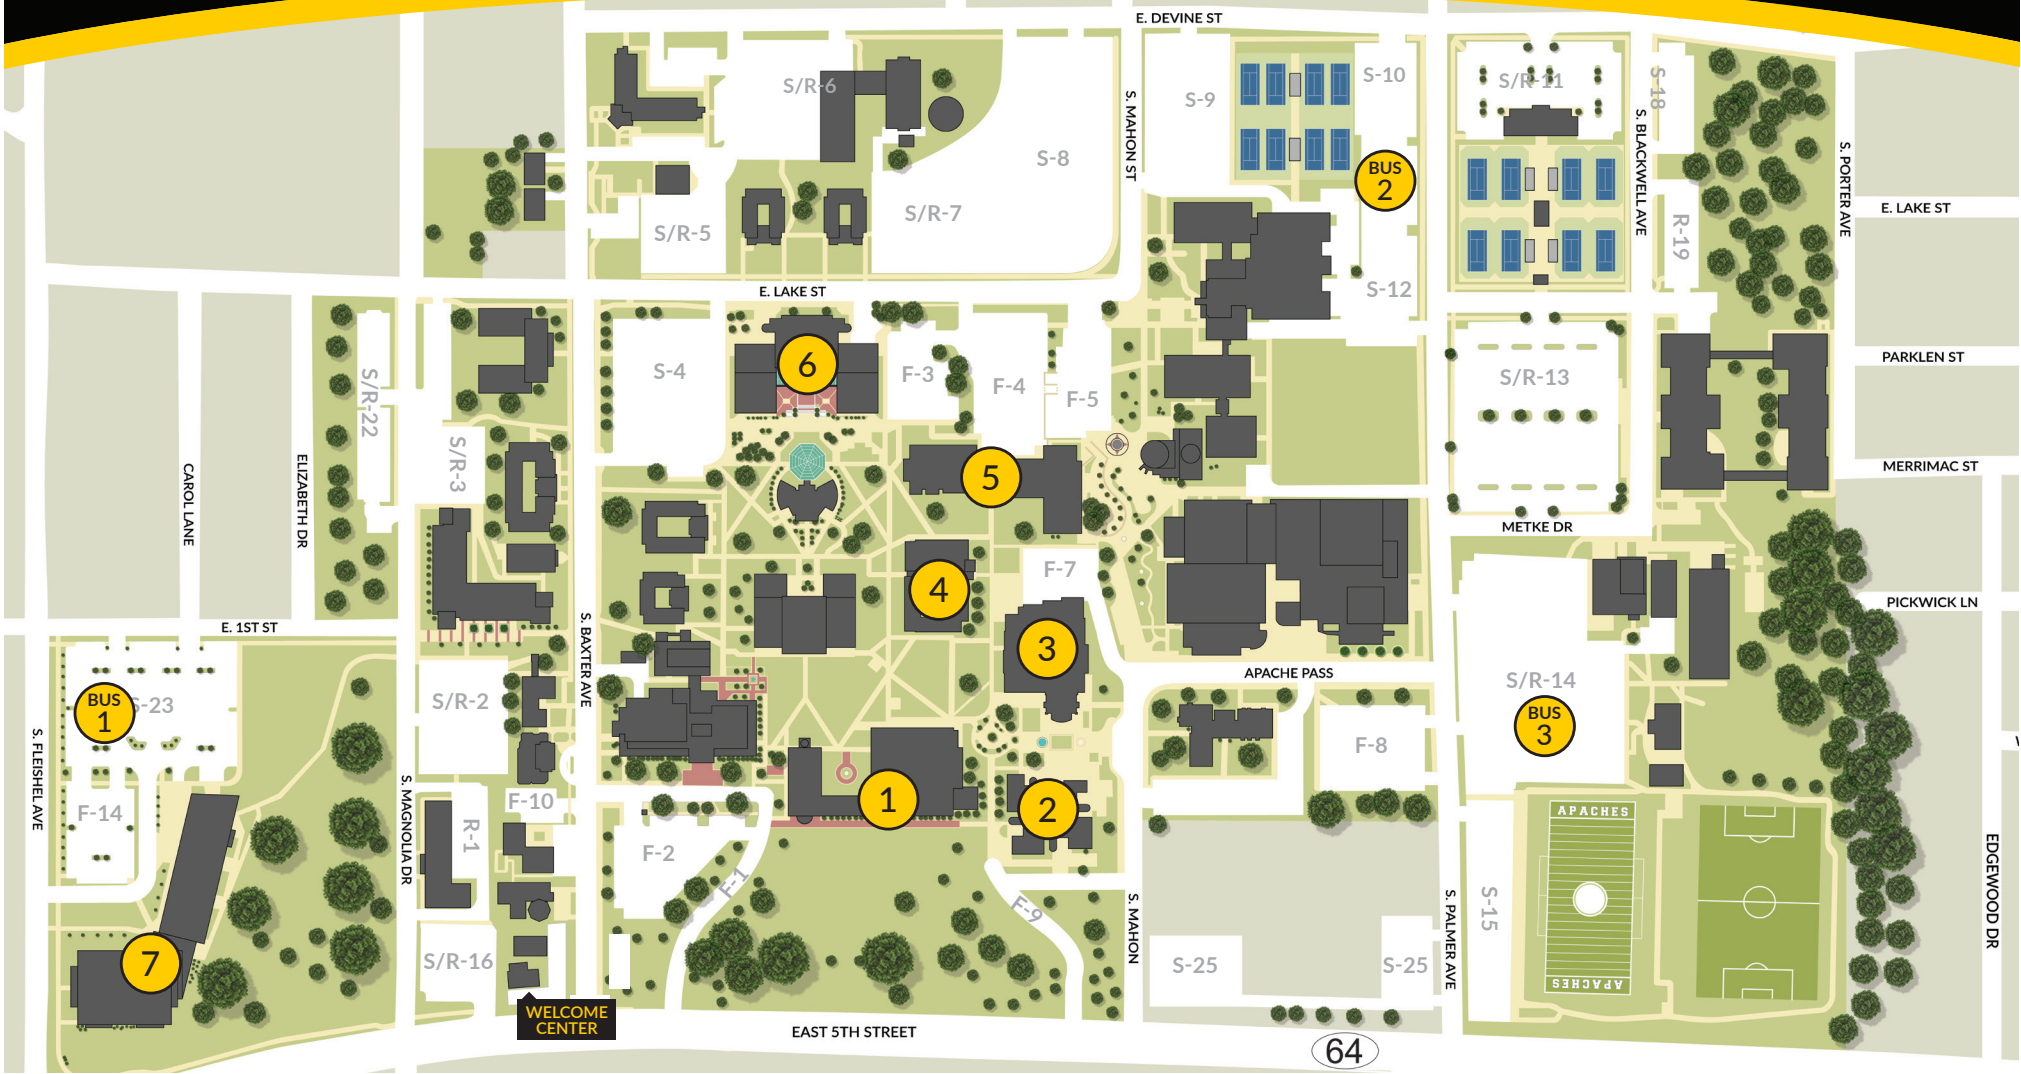 E. DEVINE ST
S/R-6
S-8
S-9
S-10
S/R-11
S-18
S. MAHON ST
S. BLACKWELL AVE
S. PORTER AVE
BUS
2
S/R-5
S/R-7
R-19
E. LAKE ST
E. LAKE ST
S-12
S/R-22
S-4
6
F-3
F-4
F-5
S/R-13
PARKLEN ST
S/R-3
CAROL LANE
ELIZABETH DR
5
MERRIMAC ST
METKE DR
4
F-7
PICKWICK LN
E. 1ST ST
S. BAXTER AVE
3
APACHE PASS
S/R-14
BUS
3
BUS
1
S-23
S/R-2
F-8
S. FLEISHEL AVE
S. MAGNOLIA DR
F-14
F-10
R-1
1
2
APACHES
F-2
F-1
F-9
S. MAHON
S. PALMER AVE
S-15
EDGEWOOD DR
7
S/R-16
S-25
S-25
APACHES
WELCOME
CENTER
EAST 5TH STREET
64